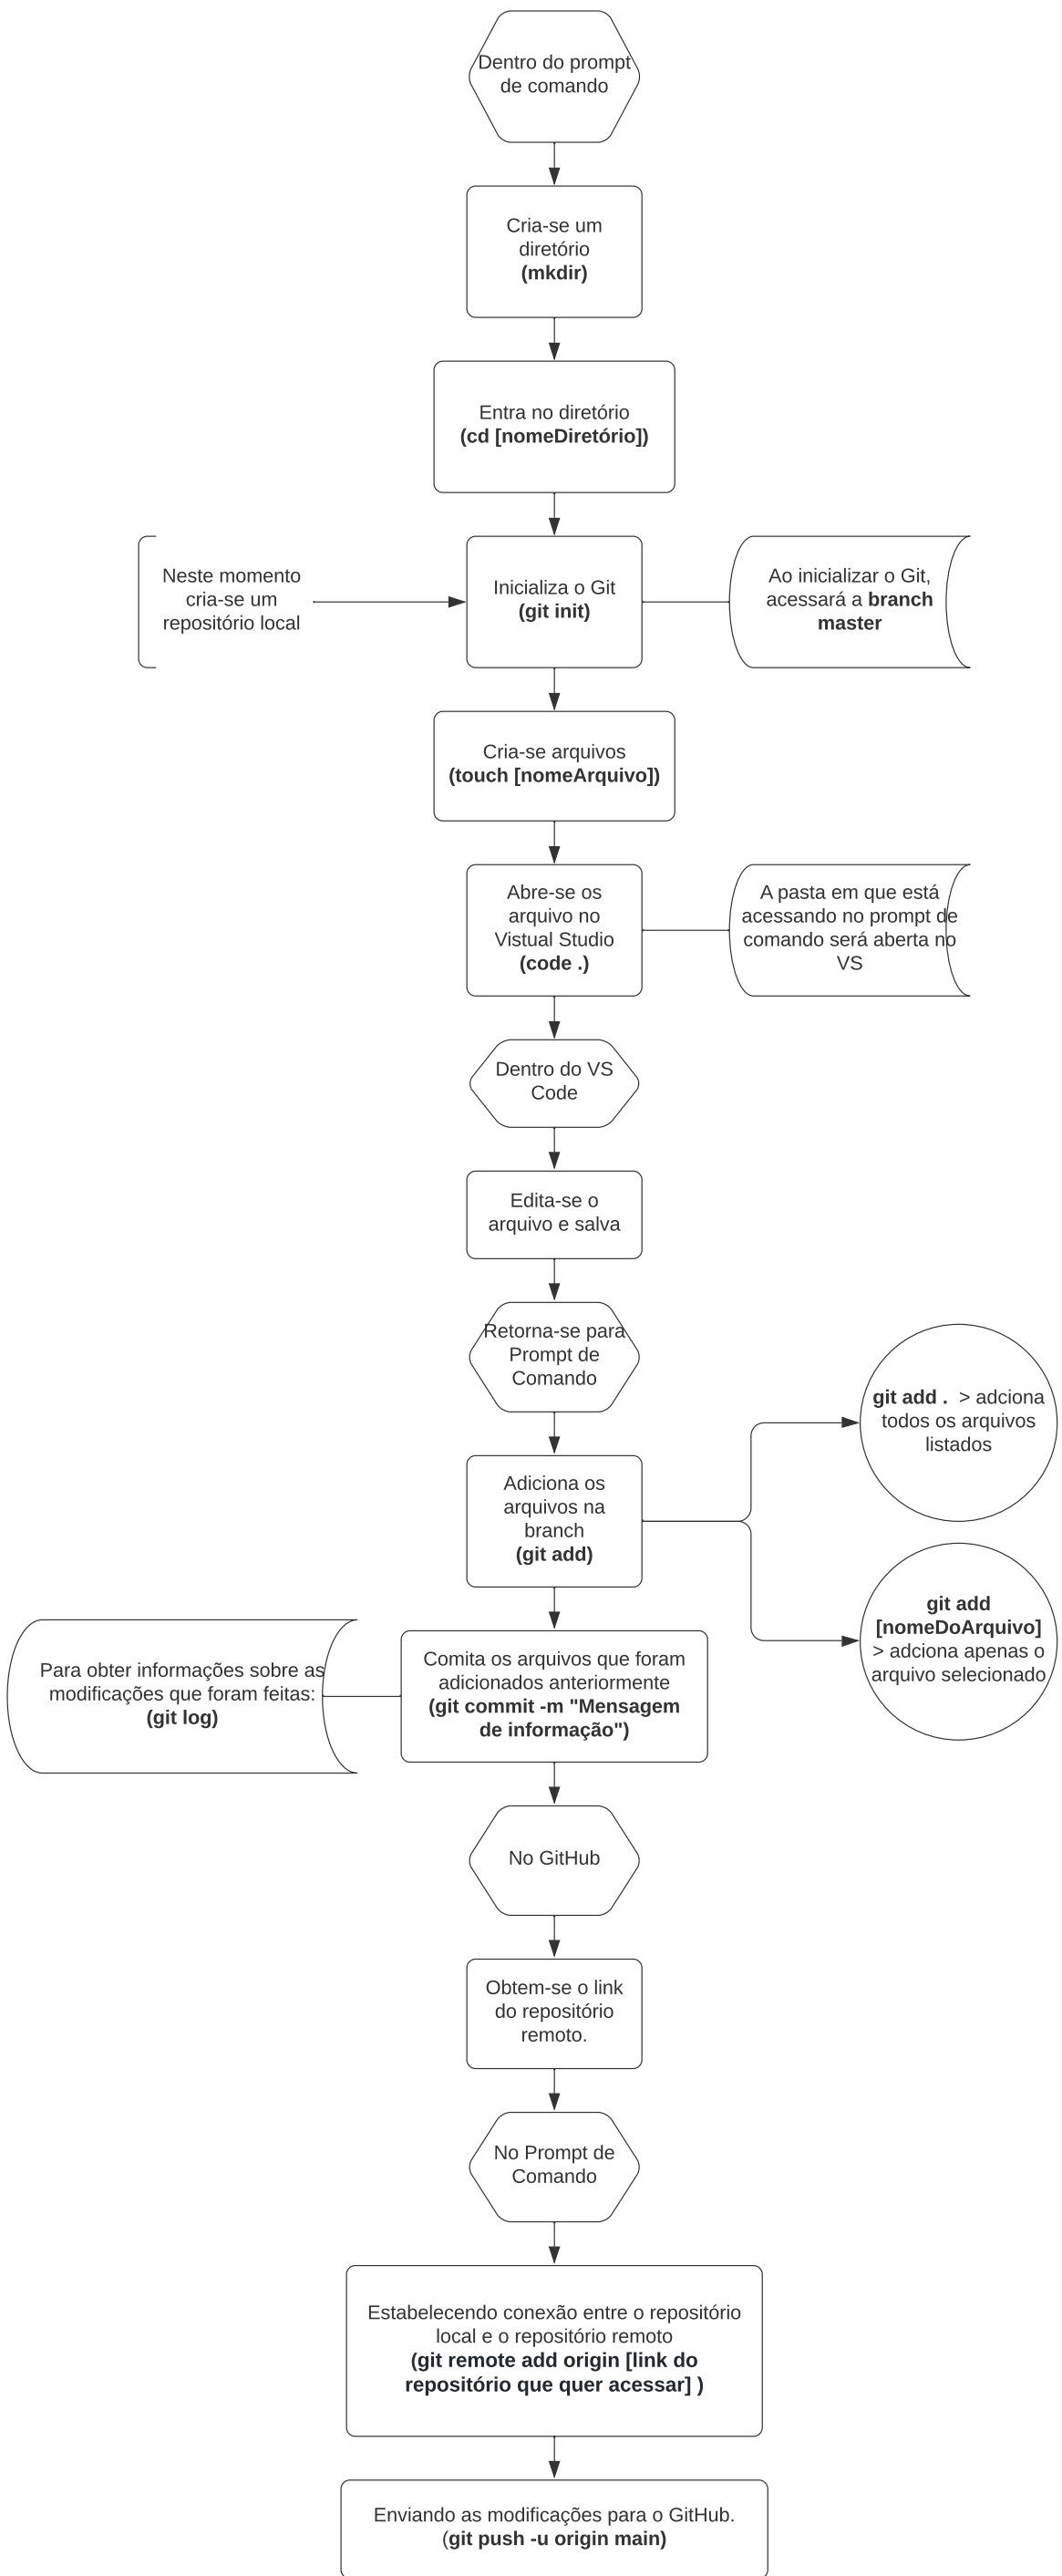 Dentro do prompt
de comando
Cria-se um
diretório
(mkdir)
Entra no diretório
(cd [nomeDiretório])
Neste momento
cria-se um
repositório local
Inicializa o Git
(git init)
Ao inicializar o Git,
acessará a branch
master
Cria-se arquivos
(touch [nomeArquivo])
Abre-se os
arquivo no
Vistual Studio
(code .)
A pasta em que está
acessando no prompt de
comando será aberta no
VS
Dentro do VS
Code
Edita-se o
arquivo e salva
Retorna-se para
Prompt de
Comando
git add .  > adciona
todos os arquivos
listados
Adiciona os
arquivos na
branch
(git add)
git add
[nomeDoArquivo]
> adciona apenas o
arquivo selecionado
Para obter informações sobre as
modificações que foram feitas:
(git log)
Comita os arquivos que foram
adicionados anteriormente
(git commit -m "Mensagem
de informação")
No GitHub
Obtem-se o link
do repositório
remoto.
No Prompt de
Comando
Estabelecendo conexão entre o repositório
local e o repositório remoto
(git remote add origin [link do
repositório que quer acessar] )
Enviando as modificações para o GitHub.
(git push -u origin main)